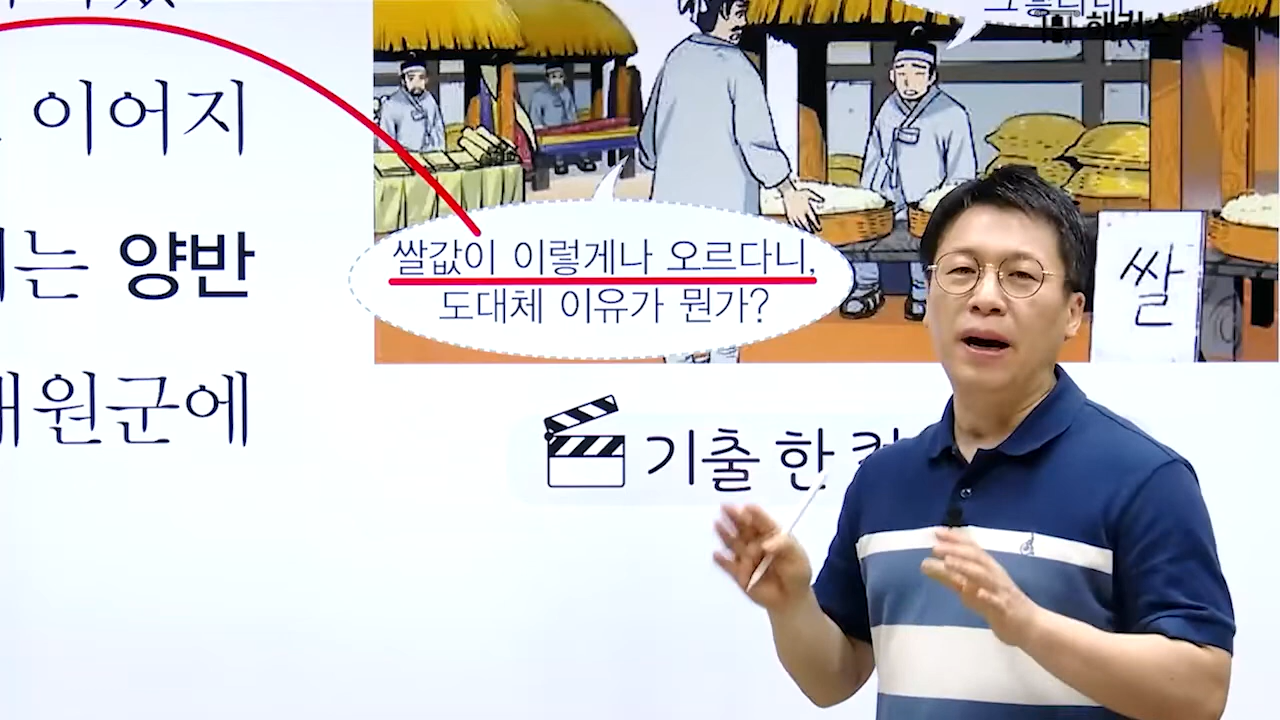 이어지
는 양반
원군에
쌀값이 이렇게나 오르다니,
도대체 이유가 뭔가?
쌀
기출 한